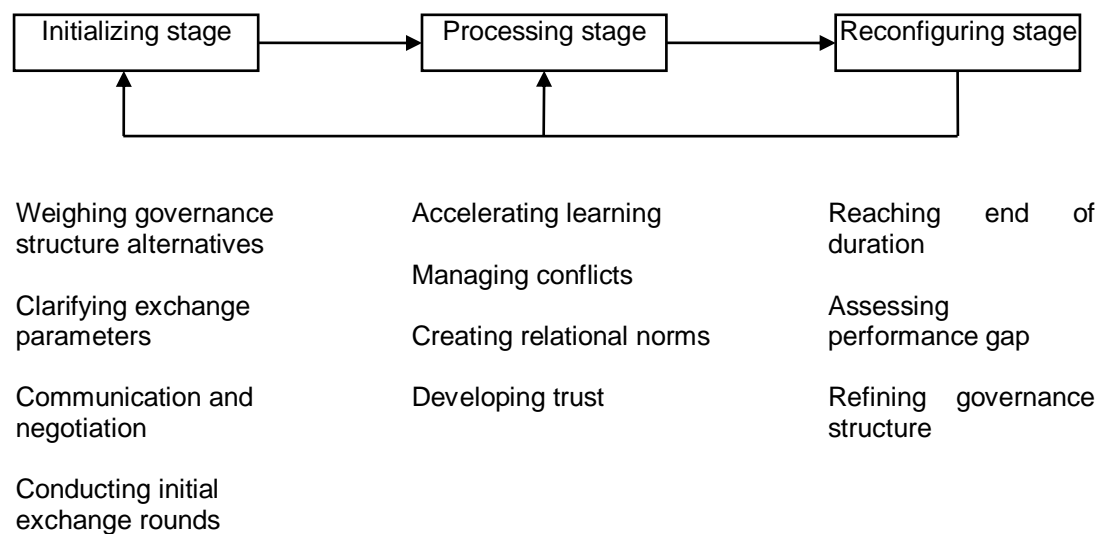 Initializing stage
Processing stage
Reconfiguring stage
Weighing governance
structure alternatives
Clarifying exchange
parameters
Communication and
negotiation
Conducting initial
exchange rounds
Accelerating learning
Managing conflicts
Creating relational norms
Developing trust
Reaching end of
duration
Assessing
performance gap
Refining governance
structure